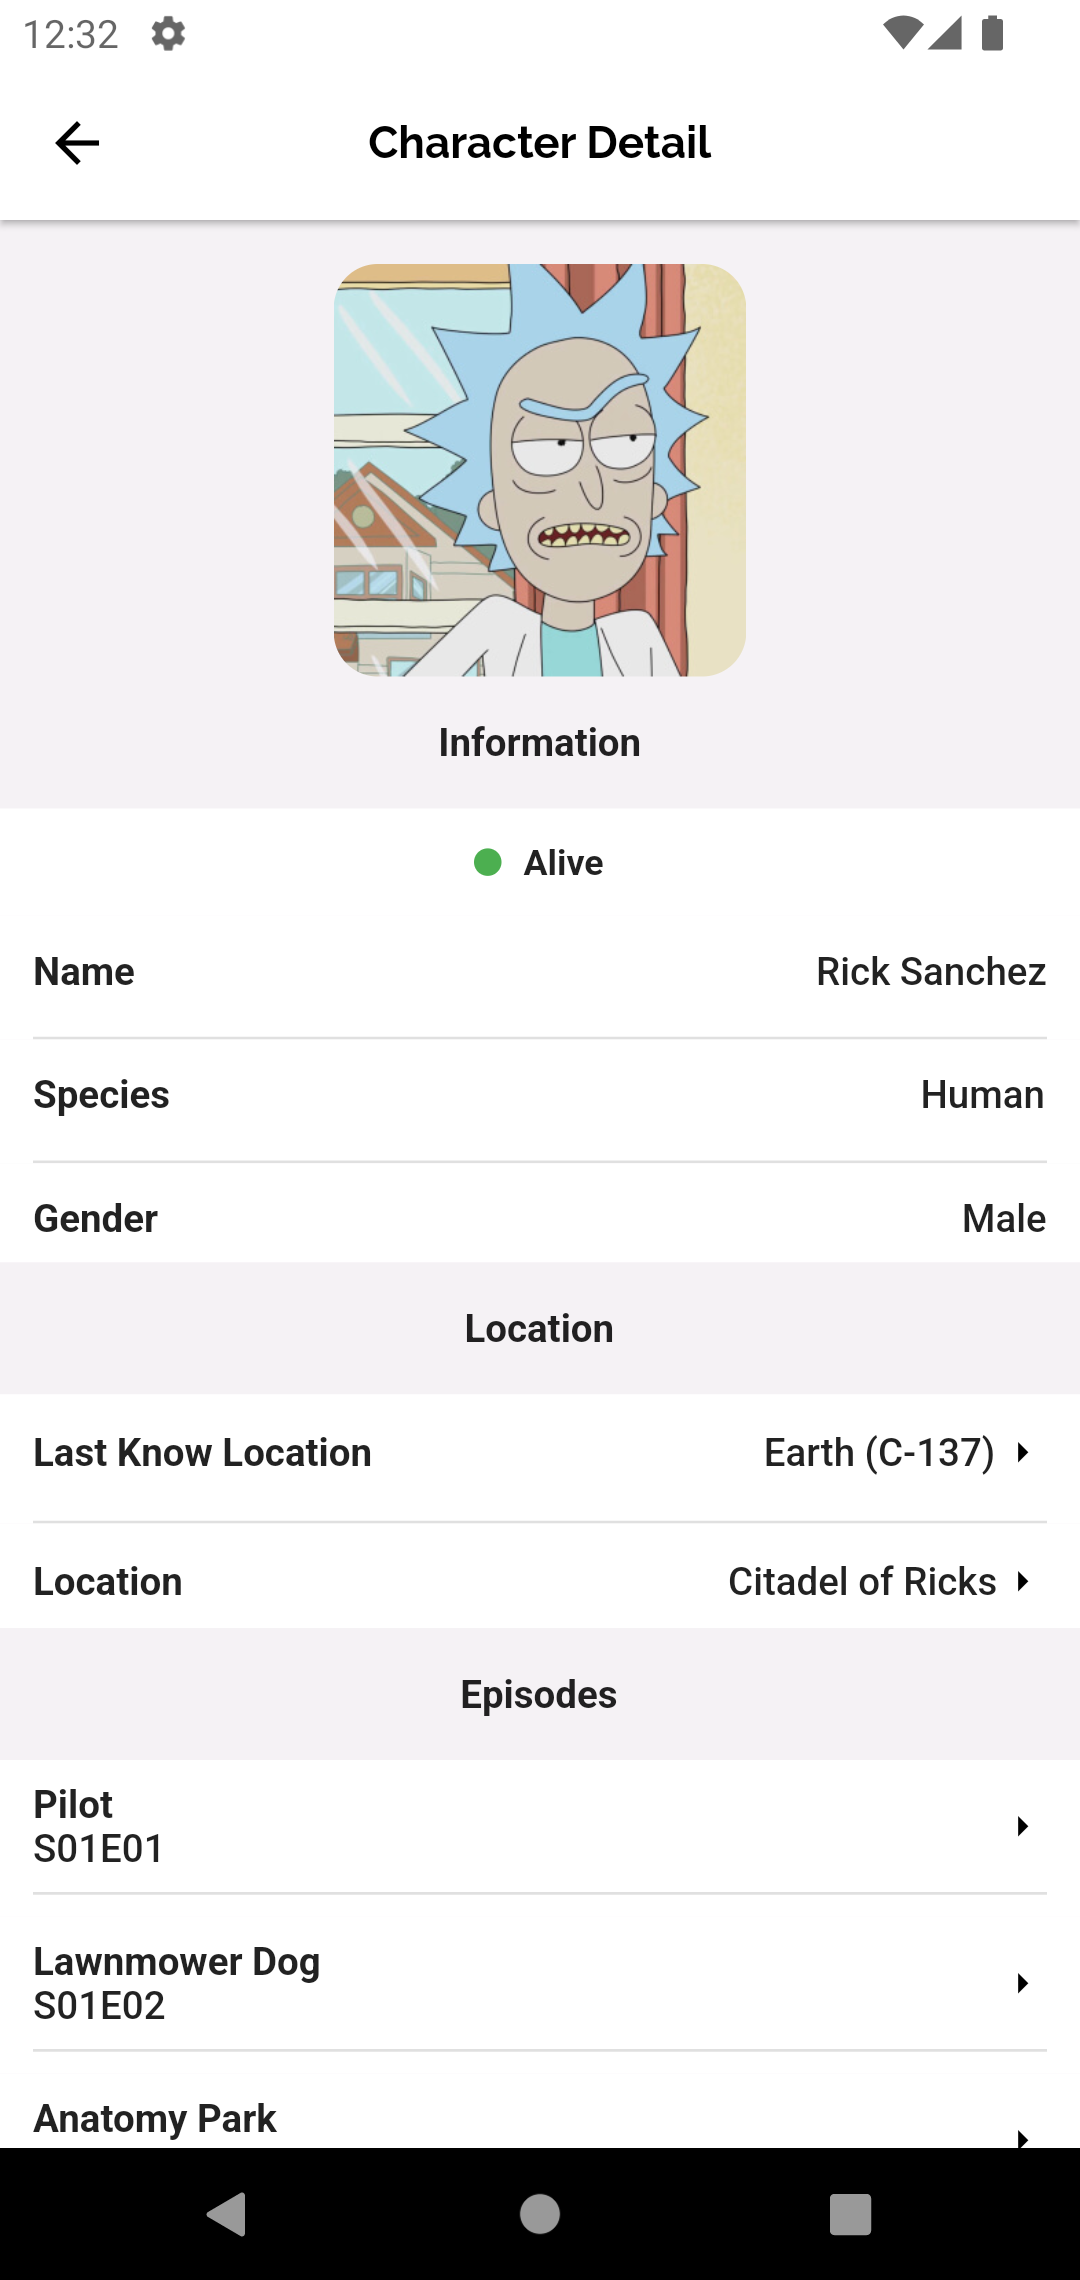 12:32
Character Detail
Information
Alive
Name Rick Sanchez
Species Human
Gender Male
Location
Last Know Location Earth (C-137)
Location Citadel of Ricks
Episodes
Pilot
S01E01
Lawnmower Dog
S01E02
Anatomy Park